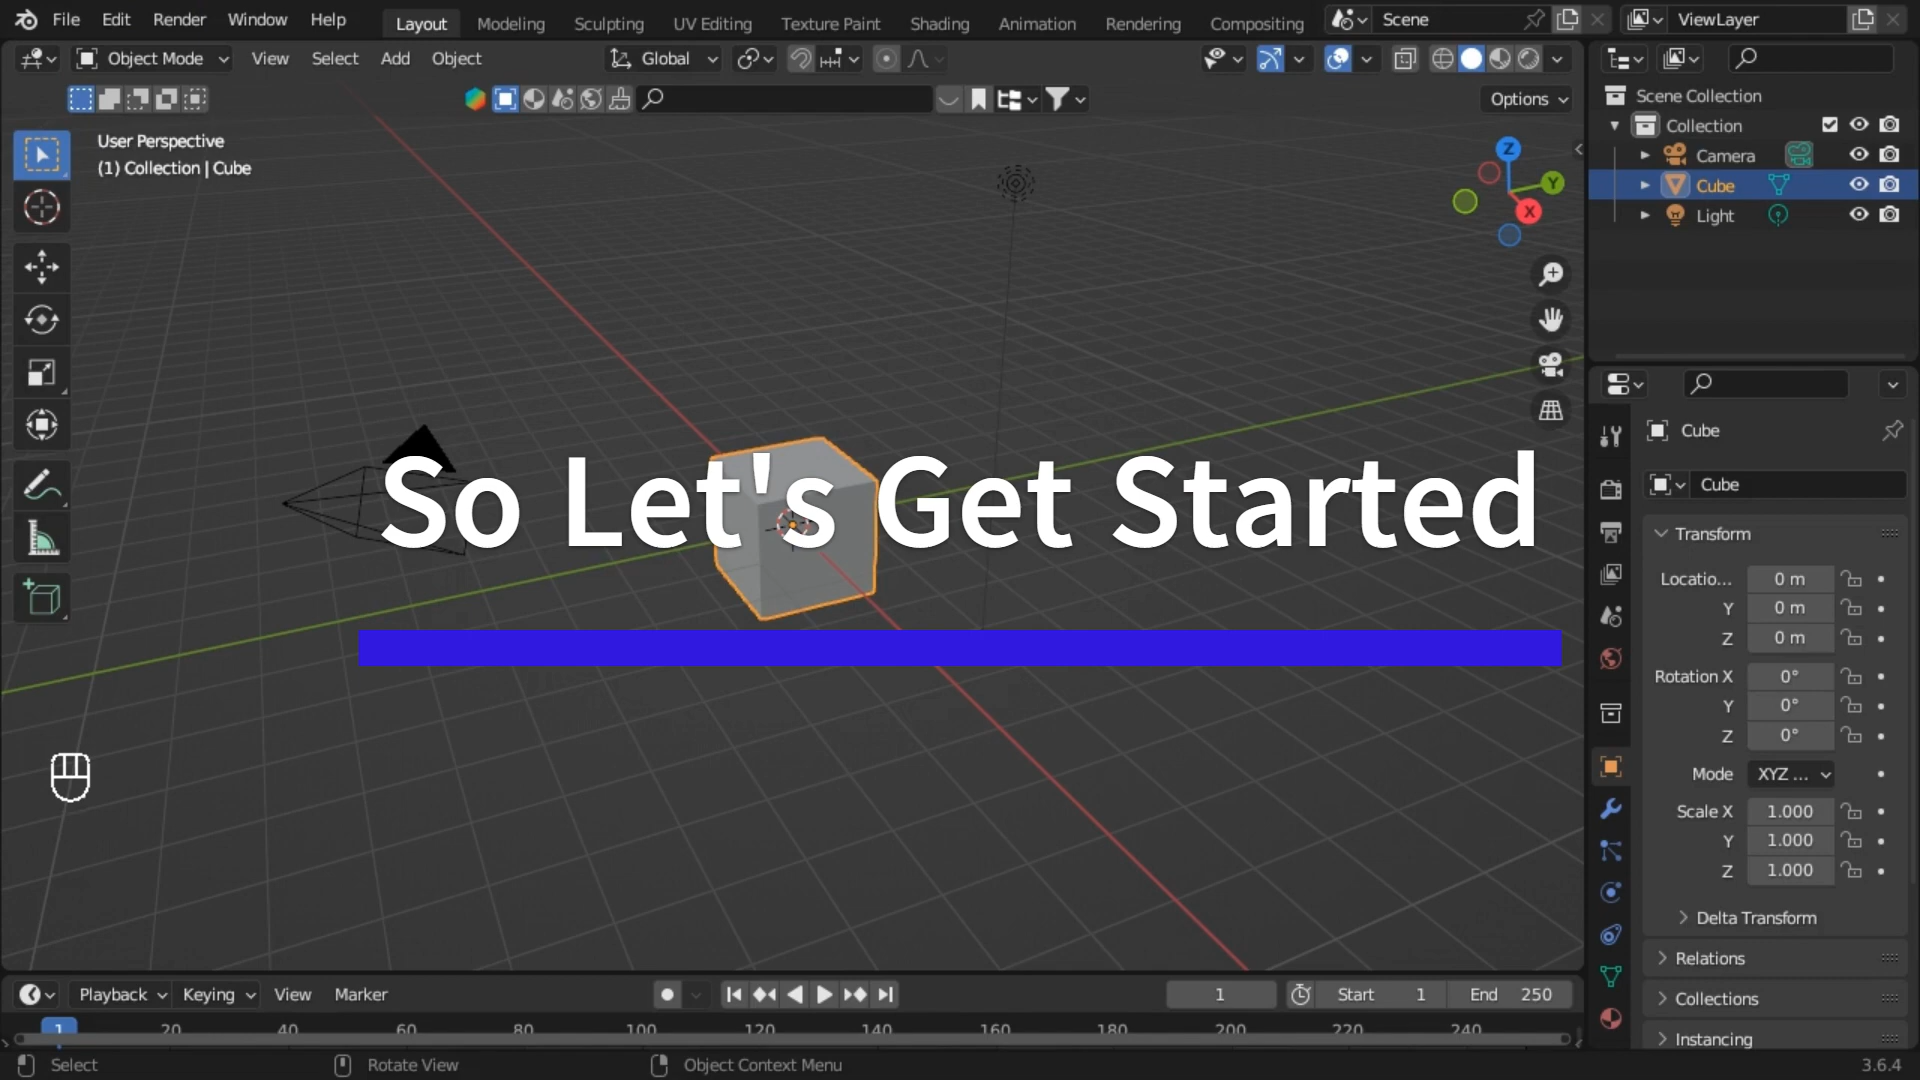 File Edit Render Window Help Layout Modeling Sculpting UV Editing Texture Paint Shading Animation Rendering Compositing Scene ViewLayer
Object Mode View Select Add Object Global
Options
User Perspective
(1) Collection | Cube
Z
Y
X
Scene Collection
Collection
Camera
Cube
Light
So Let's Get Started
Cube
Cube
Transform
Locatio... 0 m
Y 0 m
Z 0 m
Rotation X 0°
Y 0°
Z 0°
Mode XYZ ...
Scale X 1.000
Y 1.000
Z 1.000
Delta Transform
Relations
Collections
Instancing
Playback Keying View Marker 1 Start 1 End 250
1 20 40 60 80 100 120 140 160 180 200 220 240
Select Rotate View Object Context Menu 3.6.4